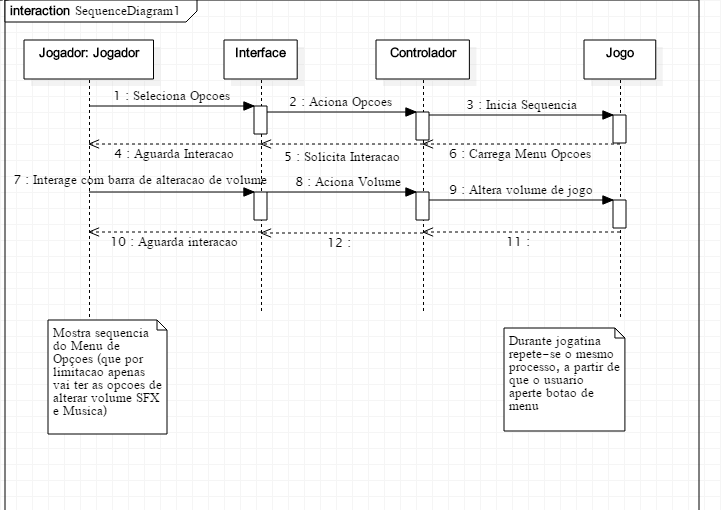 interaction SequenceDiagram1
Jogador: Jogador
Interface
Controlador
Jogo
1 : Seleciona Opcoes
2 : Aciona Opcoes
3 : Inicia Sequencia
4 : Aguarda Interacao
5 : Solicita Interacao
6 : Carrega Menu Opcoes
7 : Interage com barra de alteracao de volume
8 : Aciona Volume
9 : Altera volume de jogo
10 : Aguarda interacao
12 :
11 :
Mostra sequencia
do Menu de
Opçoes (que por
limitacao apenas
vai ter as opcoes de
alterar volume SFX
e Musica)
Durante jogatina
repete-se o mesmo
processo, a partir de
que o usuario
aperte botao de
menu